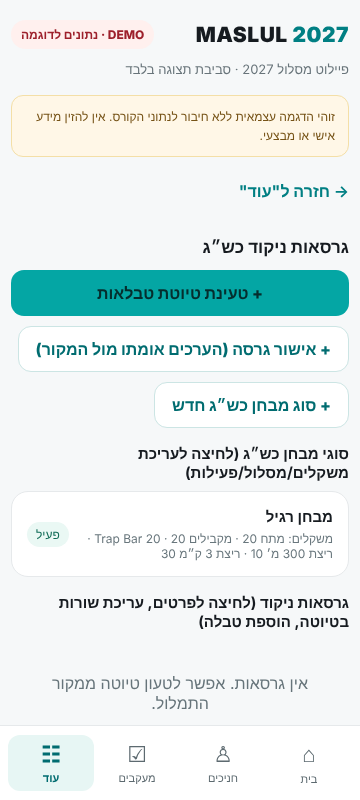 MASLUL 2027
DEMO · נתונים לדוגמה
פיילוט מסלול 2027 · סביבת תצוגה בלבד
זוהי הדגמה עצמאית ללא חיבור לנתוני הקורס. אין להזין מידע
אישי או מבצעי.
→ חזרה ל"עוד"
גרסאות ניקוד כש״ג
+ טעינת טיוטת טבלאות
+ אישור גרסה (הערכים אומתו מול המקור)
+ סוג מבחן כש״ג חדש
סוגי מבחן כש״ג (לחיצה לעריכת
משקלים/מסלול/פעילות)
מבחן רגיל
פעיל
משקלים: מתח 20 · מקבילים 20 · Trap Bar 20 ·
ריצת 300 מ׳ 10 · ריצת 3 ק״מ 30
גרסאות ניקוד (לחיצה לפרטים, עריכת שורות
בטיוטה, הוספת טבלה)
אין גרסאות. אפשר לטעון טיוטה ממקור
התמלול.
בית
חניכים
מעקבים
עוד